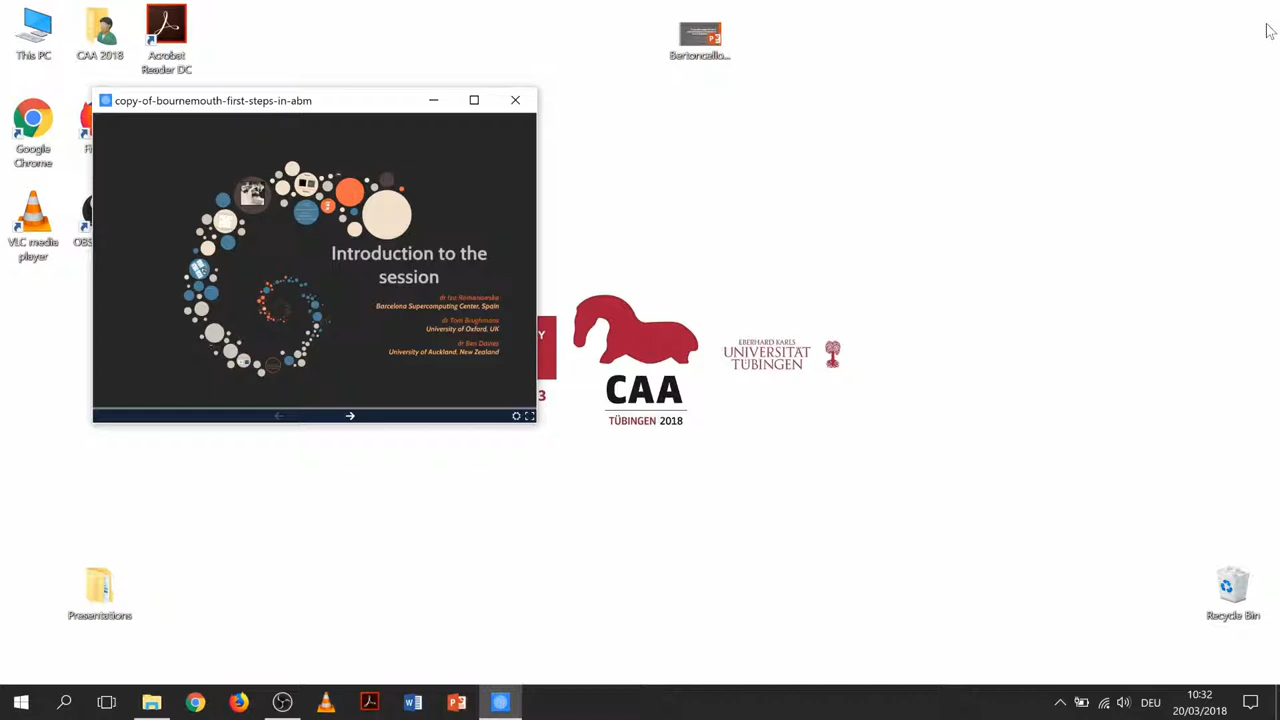 This PC
CAA 2018
Acrobat
Reader DC
Bertoncello...
copy-of-bournemouth-first-steps-in-abm
Google
Chrome
Fi
VLC media
player
OBS
Introduction to the
session
dr Iza Romanowska
Barcelona Supercomputing Center, Spain
dr Tom Brughmans
University of Oxford, UK
dr Ben Davies
University of Auckland, New Zealand
Y
3
CAA
TÜBINGEN 2018
EBERHARD KARLS
UNIVERSITÄT
TÜBINGEN
Presentations
Recycle Bin
DEU
10:32
20/03/2018